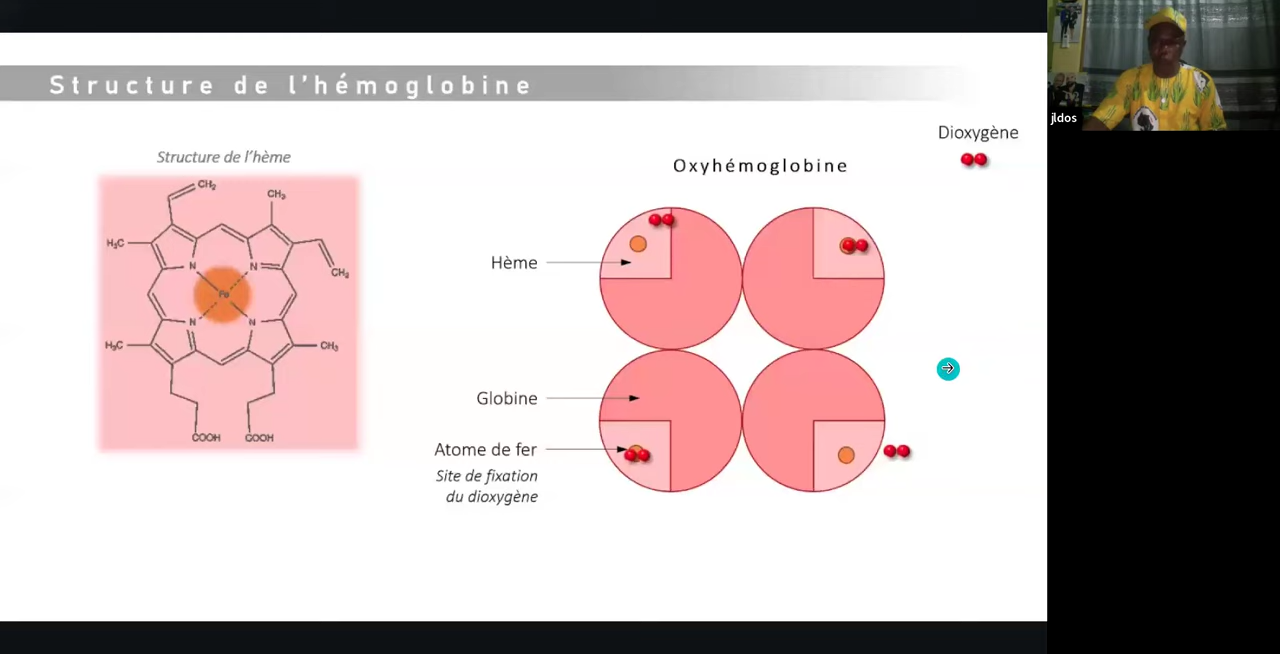 Structure de l'hémoglobine
Structure de l'hème
CH₂
CH₃
H₃C
CH₂
N
N
Fe
N
N
H₃C
CH₃
COOH
COOH
Oxyhémoglobine
Dioxygène
Hème
Globine
Atome de fer
Site de fixation
du dioxygène
jldos